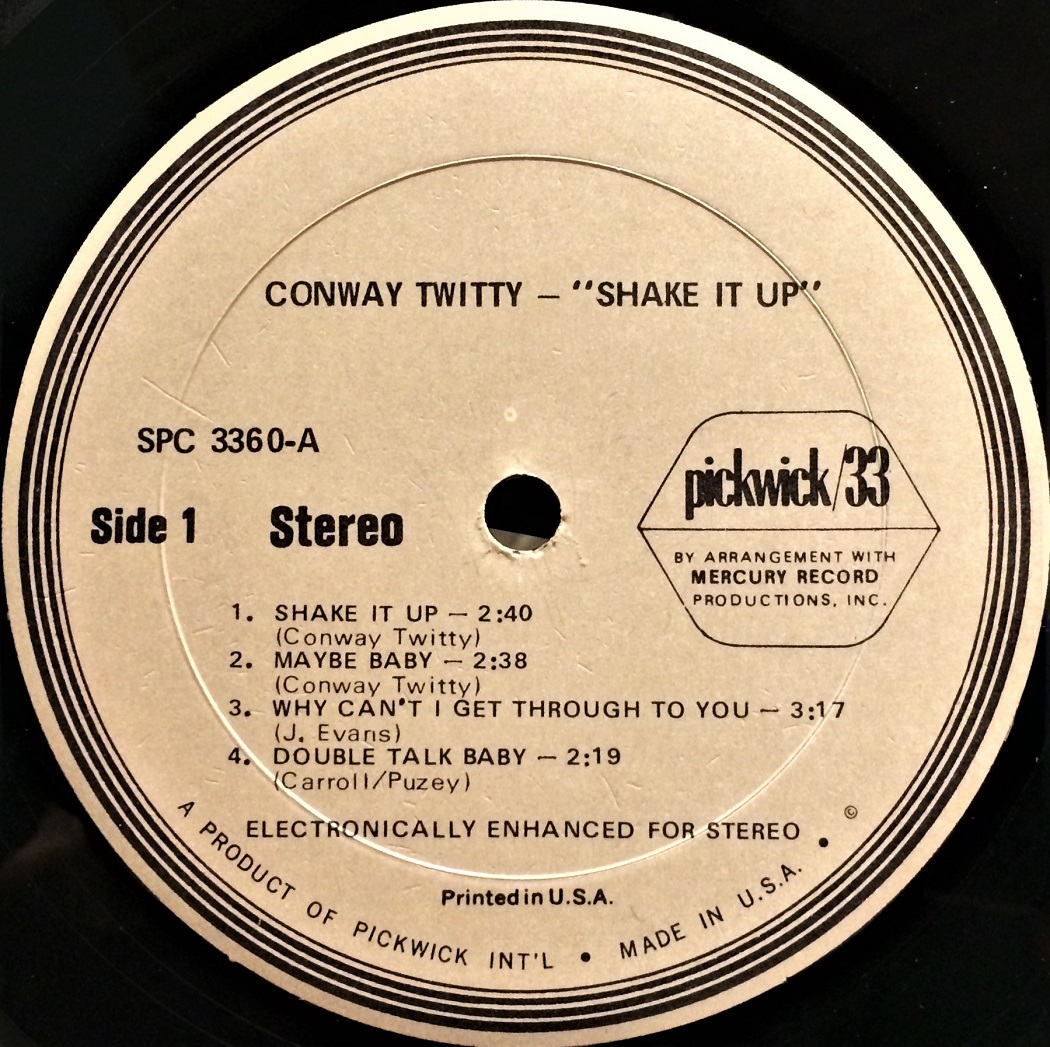 CONWAY TWITTY — "SHAKE IT UP"
SPC 3360-A
pickwick/33
Side 1 Stereo
BY ARRANGEMENT WITH
MERCURY RECORD
PRODUCTIONS, INC.
1. SHAKE IT UP — 2:40
(Conway Twitty)
2. MAYBE BABY — 2:38
(Conway Twitty)
3. WHY CAN'T I GET THROUGH TO YOU — 3:17
(J. Evans)
4. DOUBLE TALK BABY — 2:19
(Carroll/Puzey)
ELECTRONICALLY ENHANCED FOR STEREO
Printed in U.S.A.
A PRODUCT OF PICKWICK INT'L • MADE IN U.S.A. • ©